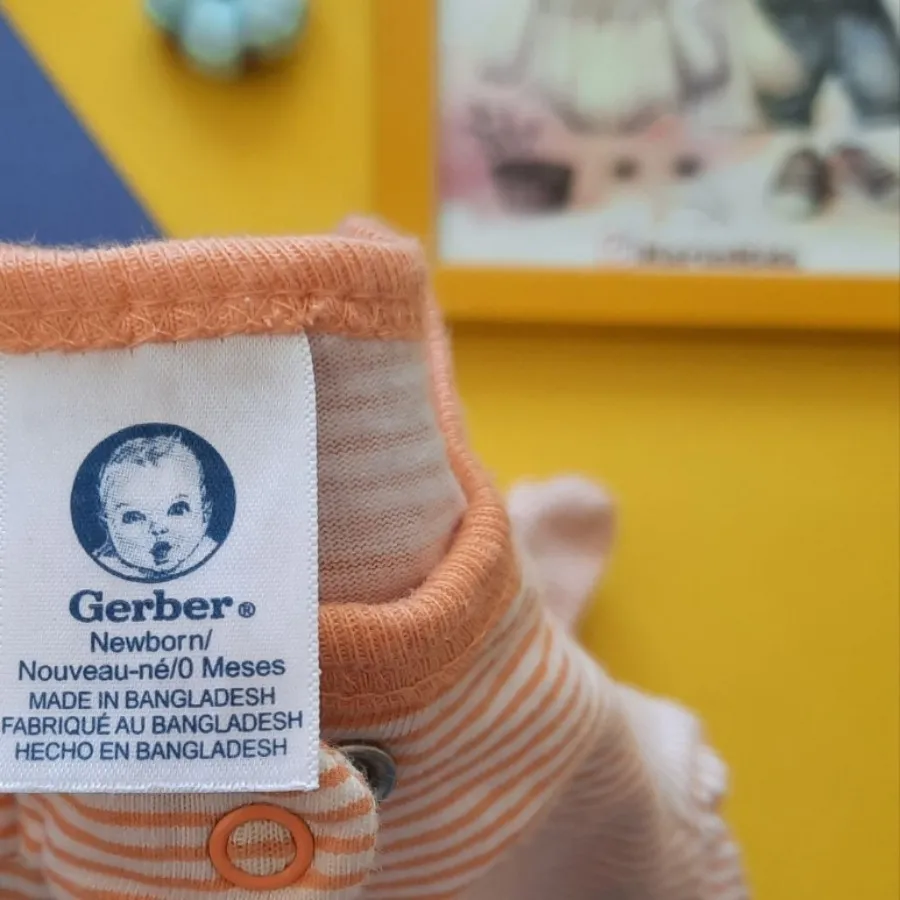 Gerber®
Newborn/
Nouveau-né/0 Meses
MADE IN BANGLADESH
FABRIQUÉ AU BANGLADESH
HECHO EN BANGLADESH